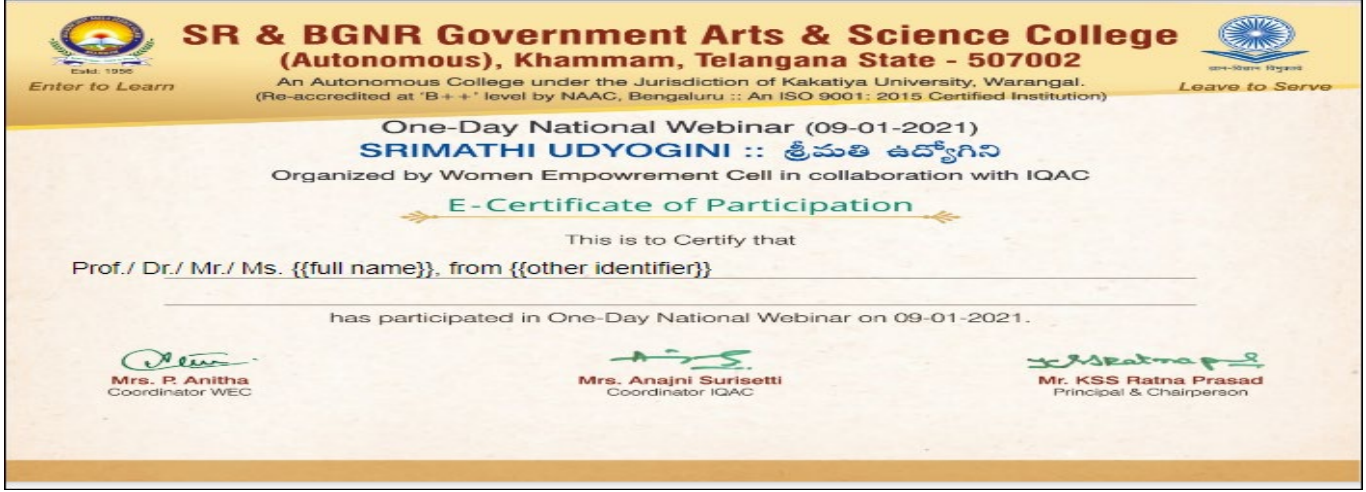 SR & BGNR Government Arts & Science College
(Autonomous), Khammam, Telangana State - 507002
Estd: 1956
Enter to Learn
An Autonomous College under the Jurisdiction of Kakatiya University, Warangal.
(Re-accredited at 'B++' level by NAAC, Bengaluru :: An ISO 9001: 2015 Certified Institution)
ज्ञान-विज्ञान विमुक्तये
Leave to Serve
One-Day National Webinar (09-01-2021)
SRIMATHI UDYOGINI :: శ్రీమతి ఉద్యోగిని
Organized by Women Empowrement Cell in collaboration with IQAC
E-Certificate of Participation
This is to Certify that
Prof./ Dr./ Mr./ Ms. {{full name}}, from {{other identifier}}
has participated in One-Day National Webinar on 09-01-2021.
Mrs. P. Anitha
Coordinator WEC
Mrs. Anajni Surisetti
Coordinator IQAC
Mr. KSS Ratna Prasad
Principal & Chairperson